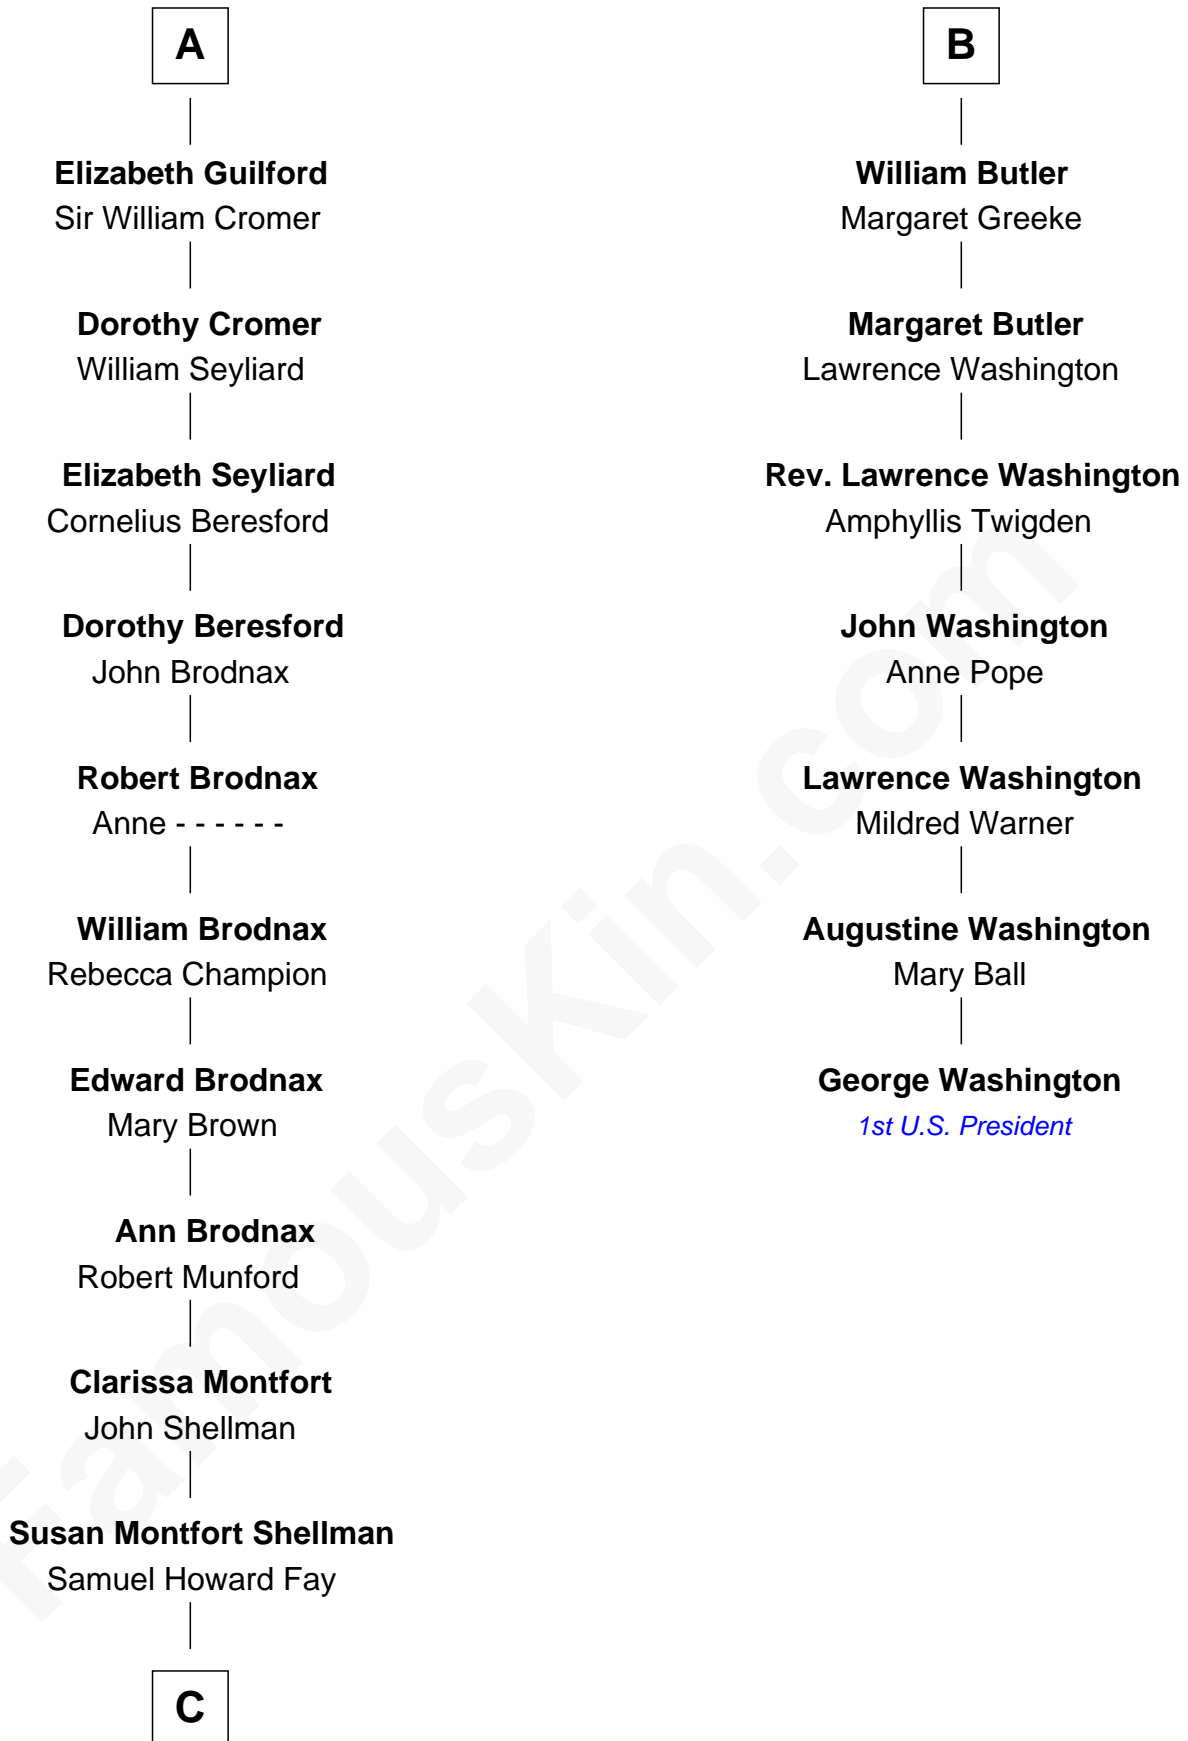 A
Elizabeth Guilford
Sir William Cromer
Dorothy Cromer
William Seyliard
Elizabeth Seyliard
Cornelius Beresford
Dorothy Beresford
John Brodnax
Robert Brodnax
Anne - - - - - -
William Brodnax
Rebecca Champion
Edward Brodnax
Mary Brown
Ann Brodnax
Robert Munford
Clarissa Montfort
John Shellman
Susan Montfort Shellman
Samuel Howard Fay
C
B
William Butler
Margaret Greeke
Margaret Butler
Lawrence Washington
Rev. Lawrence Washington
Amphyllis Twigden
John Washington
Anne Pope
Lawrence Washington
Mildred Warner
Augustine Washington
Mary Ball
George Washington
1st U.S. President
FamousKin.com